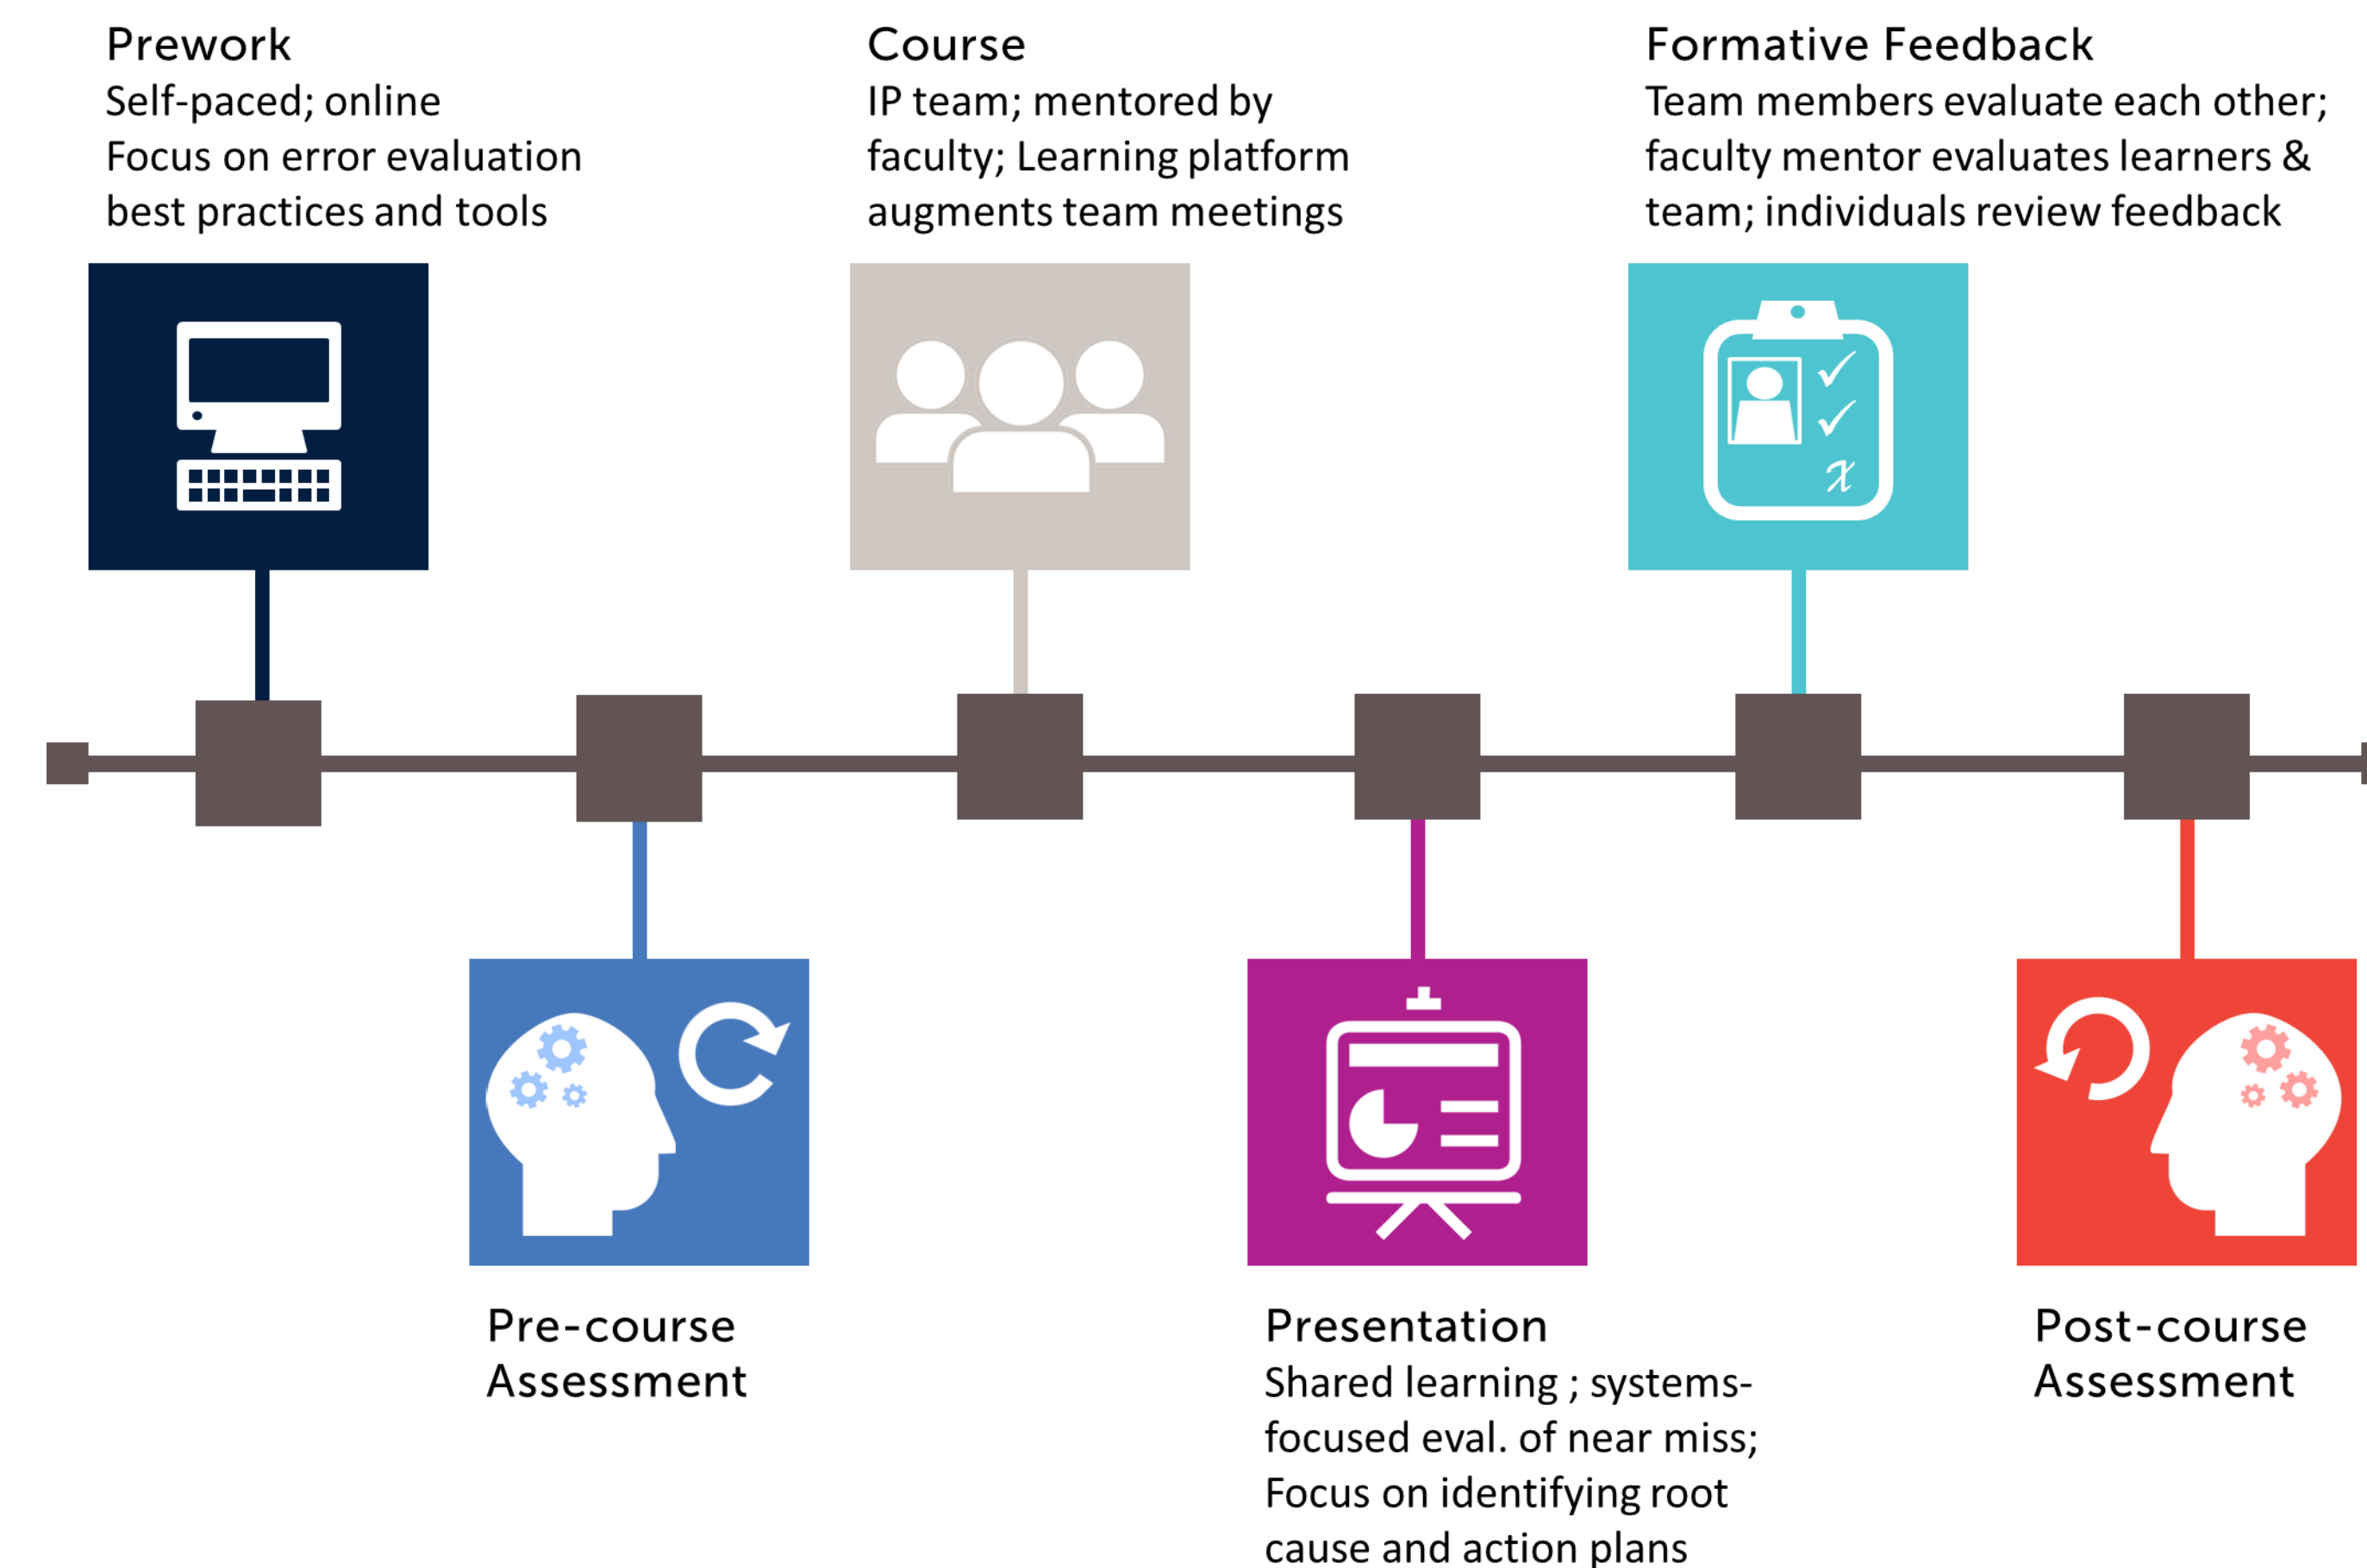 Prework
Self-paced; online
Focus on error evaluation
best practices and tools
Course
IP team; mentored by
faculty; Learning platform
augments team meetings
Formative Feedback
Team members evaluate each other;
faculty mentor evaluates learners &
team; individuals review feedback
Pre-course
Assessment
Presentation
Shared learning ; systems-
focused eval. of near miss;
Focus on identifying root
cause and action plans
Post-course
Assessment